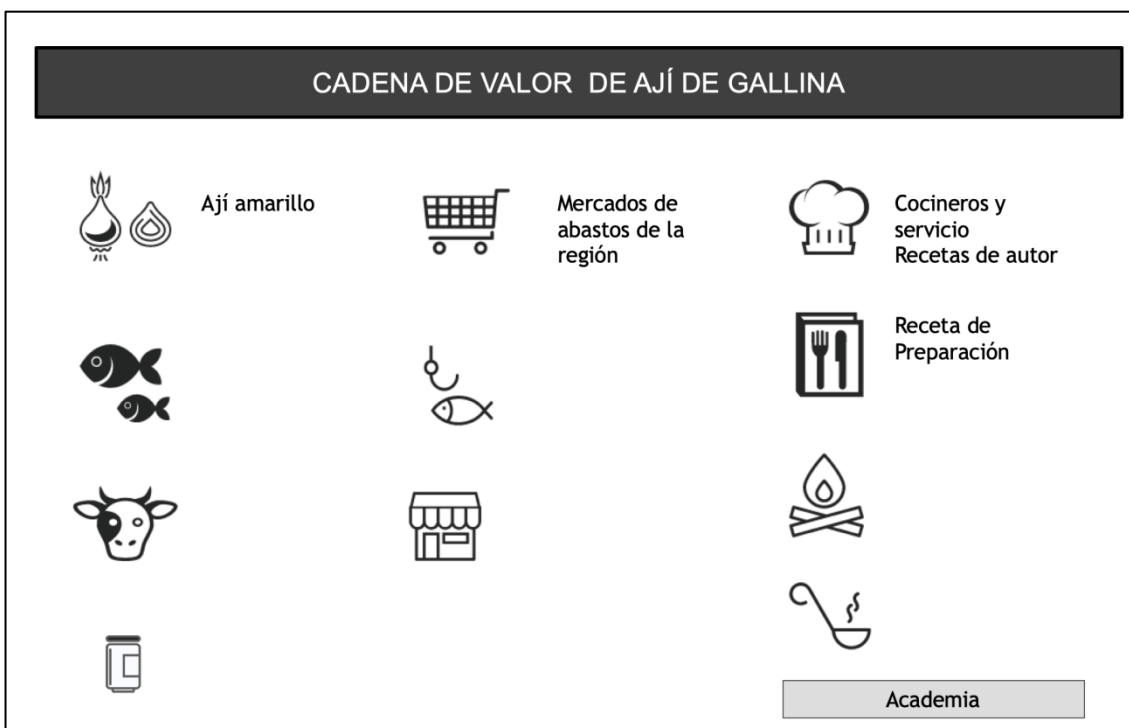 CADENA DE VALOR DE AJÍ DE GALLINA
Ají amarillo
Mercados de
abastos de la
región
Cocineros y
servicio
Recetas de autor
Receta de
Preparación
Academia